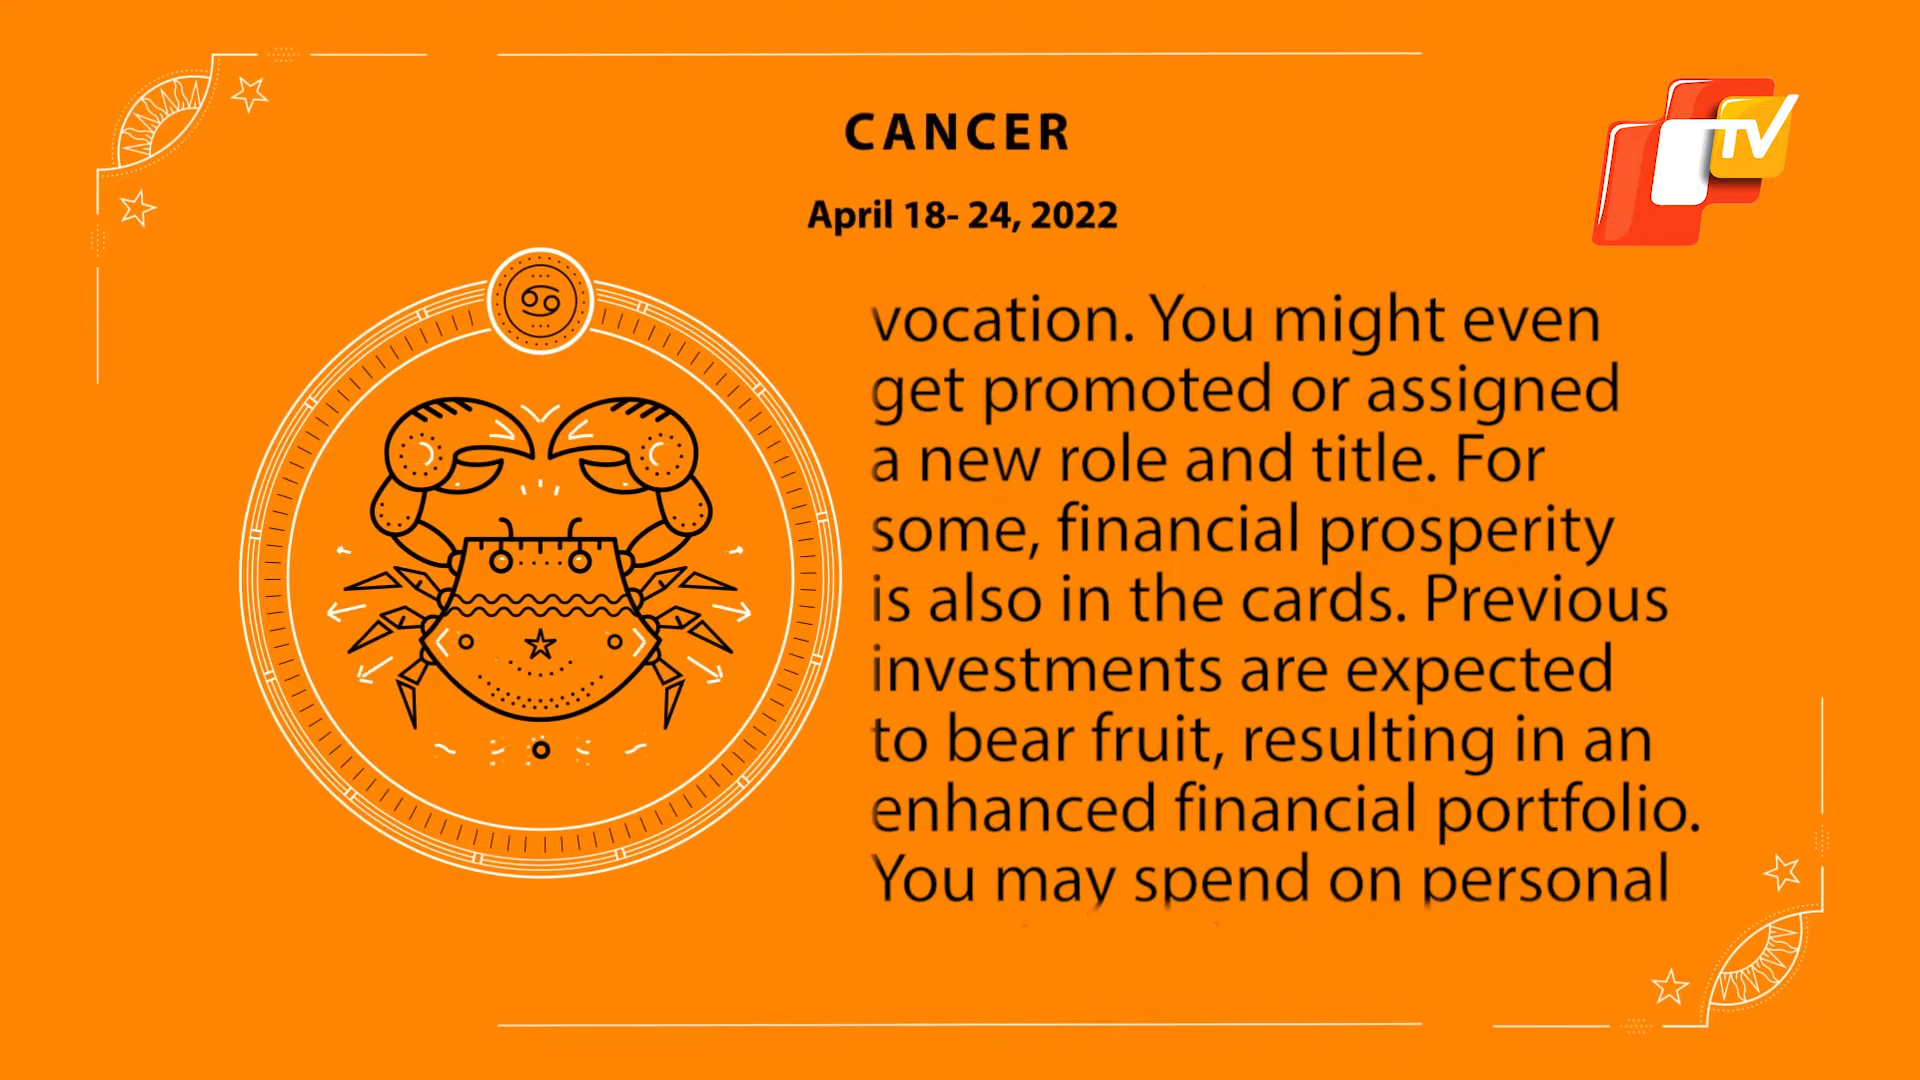 CANCER
TV
April 18- 24, 2022
vocation. You might even
get promoted or assigned
a new role and title. For
some, financial prosperity
is also in the cards. Previous
investments are expected
to bear fruit, resulting in an
enhanced financial portfolio.
You may spend on personal